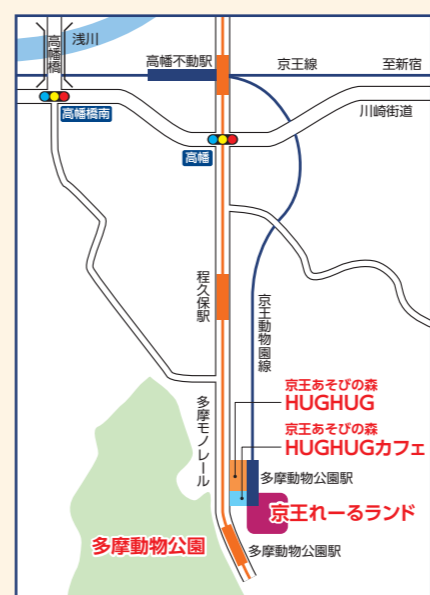 高幡橋
浅川
高幡不動駅
京王線
至新宿
高幡橋南
川崎街道
高幡
程久保駅
京王動物園線
京王あそびの森
HUGHUG
多摩モノレール
京王あそびの森
HUGHUGカフェ
多摩動物公園駅
京王れーるランド
多摩動物公園
多摩動物公園駅